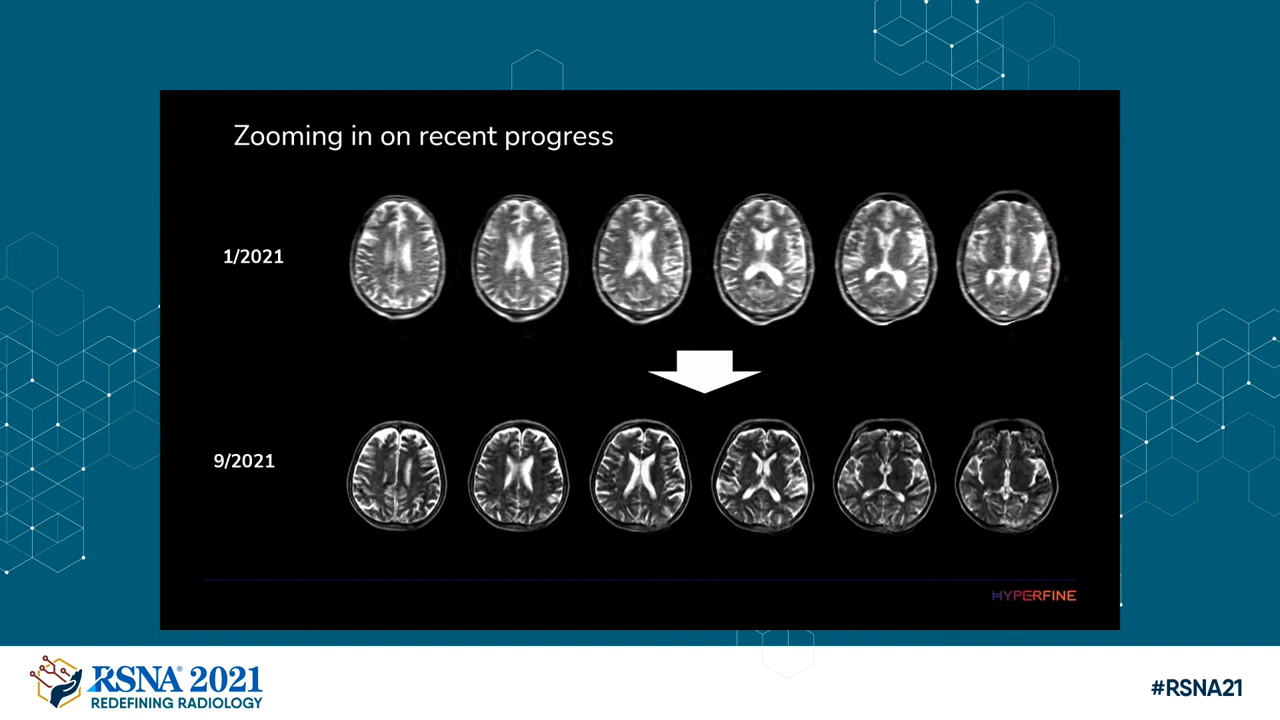 Zooming in on recent progress
1/2021
9/2021
HYPERFINE
RSNA® 2021
REDEFINING RADIOLOGY
#RSNA21